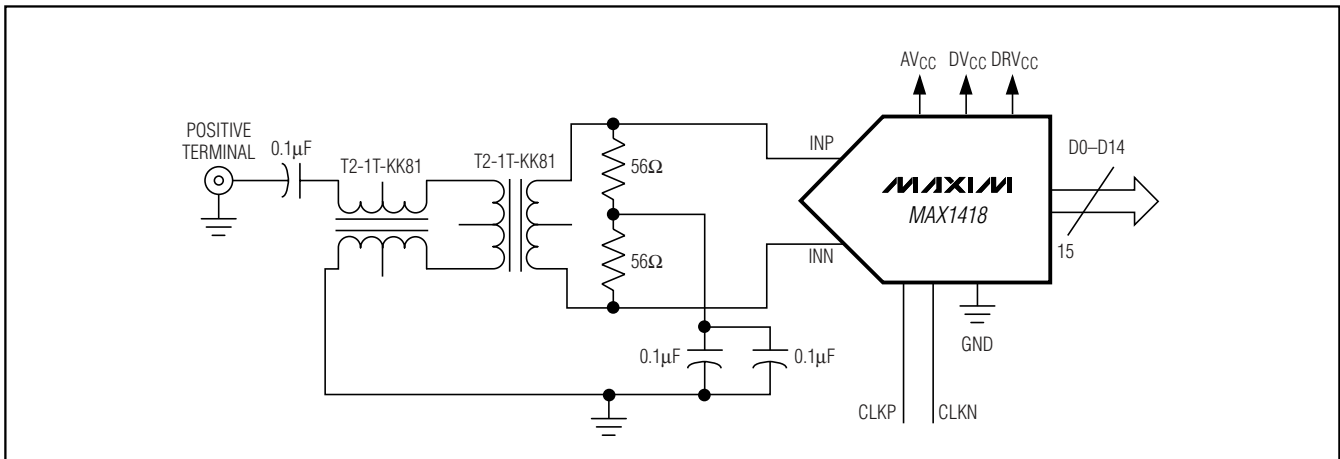 AVCC DVCC DRVCC
POSITIVE
TERMINAL
0.1µF
T2-1T-KK81
T2-1T-KK81
56Ω
56Ω
INP
INN
MAXIM
MAX1418
D0–D14
15
0.1µF
0.1µF
GND
CLKP
CLKN